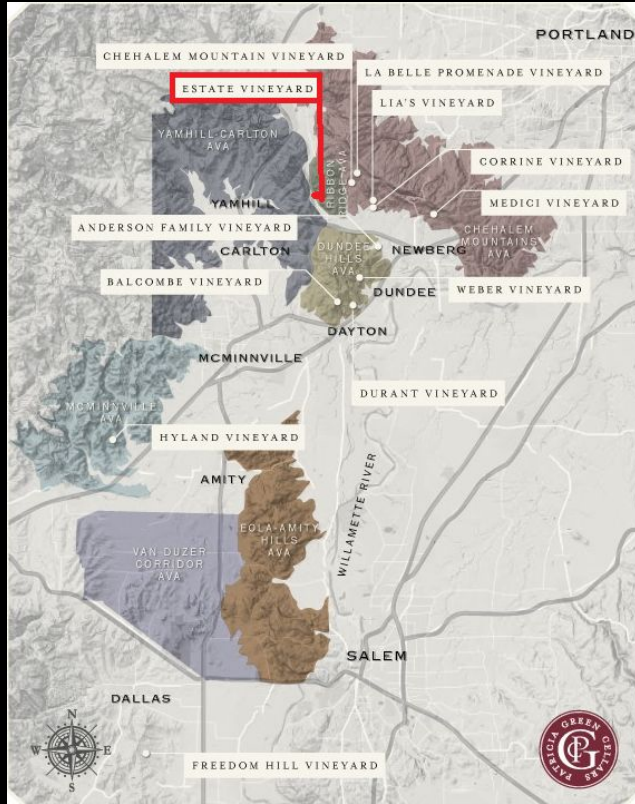 PORTLAND
CHEHALEM MOUNTAIN VINEYARD
LA BELLE PROMENADE VINEYARD
ESTATE VINEYARD
LIA'S VINEYARD
YAMHILL-CARLTON
AVA
CORRINE VINEYARD
RIBBON
RIDGE AVA
YAMHILL
MEDICI VINEYARD
ANDERSON FAMILY VINEYARD
CHEHALEM
MOUNTAINS
AVA
CARLTON
DUNDEE
HILLS
AVA
NEWBERG
BALCOMBE VINEYARD
DUNDEE
WEBER VINEYARD
DAYTON
MCMINNVILLE
DURANT VINEYARD
MCMINNVILLE
AVA
HYLAND VINEYARD
AMITY
WILLAMETTE RIVER
EOLA-AMITY
HILLS
AVA
VAN DUZER
CORRIDOR
AVA
SALEM
DALLAS
N
W
E
S
FREEDOM HILL VINEYARD
PATRICIA GREEN CELLARS
PGC